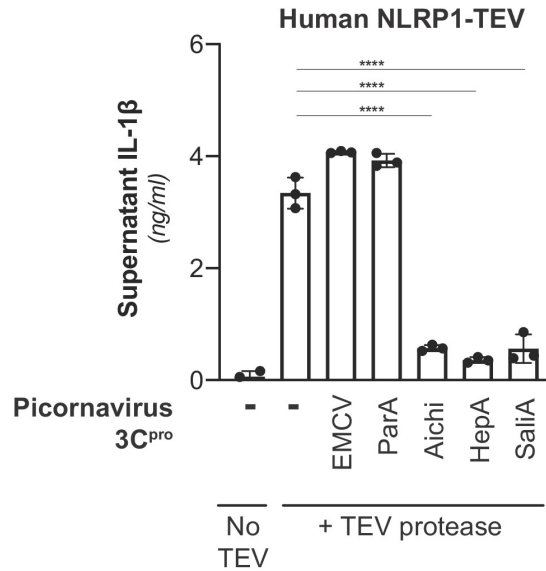 Human NLRP1-TEV
Supernatant IL-1β
(ng/ml)
6
4
2
0
****
****
****
Picornavirus
3Cpro
-
-
EMCV
ParA
Aichi
HepA
SaliA
No
TEV
+ TEV protease